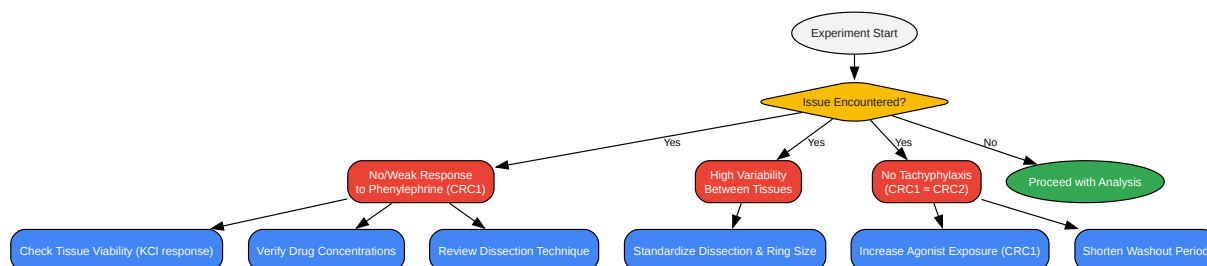 Experiment Start
Issue Encountered?
Yes
Yes
Yes
No
No/Weak Response
to Phenylephrine (CRC1)
High Variability
Between Tissues
No Tachyphylaxis
(CRC1 ≈ CRC2)
Proceed with Analysis
Check Tissue Viability (KCl response)
Verify Drug Concentrations
Review Dissection Technique
Standardize Dissection & Ring Size
Increase Agonist Exposure (CRC1)
Shorten Washout Period